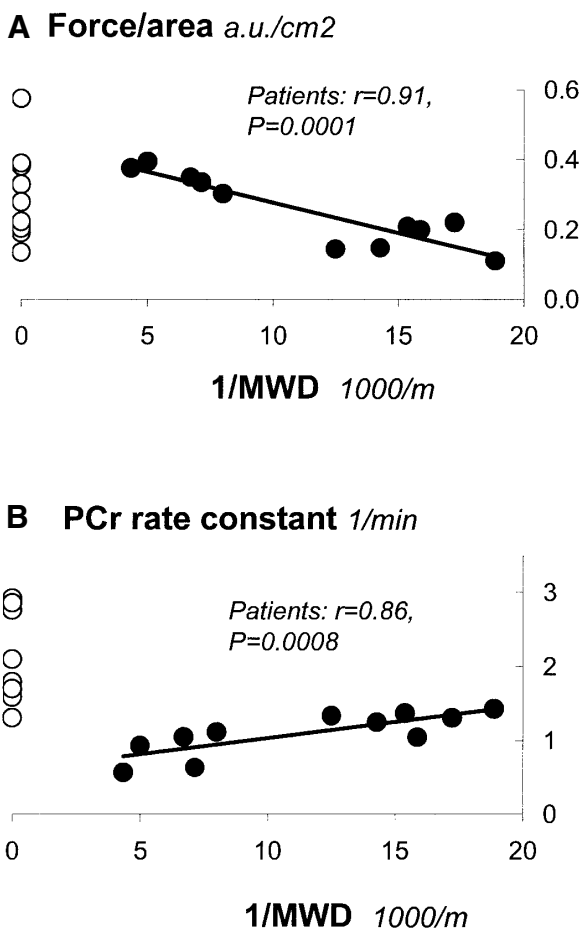 A Force/area a.u./cm2
Patients: r=0.91,
P=0.0001
0.6
0.4
0.2
0.0
0 5 10 15 20
1/MWD 1000/m
B PCr rate constant 1/min
Patients: r=0.86,
P=0.0008
3
2
1
0
0 5 10 15 20
1/MWD 1000/m